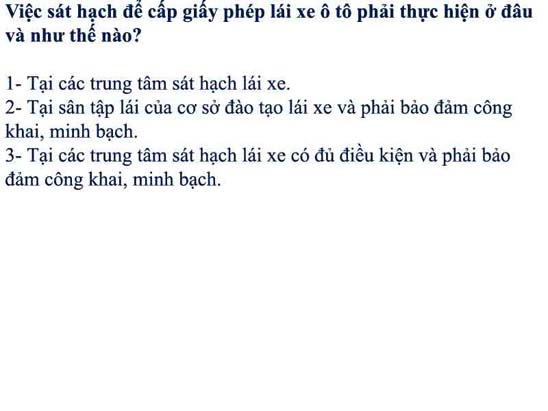 Việc sát hạch để cấp giấy phép lái xe ô tô phải thực hiện ở đâu
và như thế nào?
1- Tại các trung tâm sát hạch lái xe.
2- Tại sân tập lái của cơ sở đào tạo lái xe và phải bảo đảm công
khai, minh bạch.
3- Tại các trung tâm sát hạch lái xe có đủ điều kiện và phải bảo
đảm công khai, minh bạch.